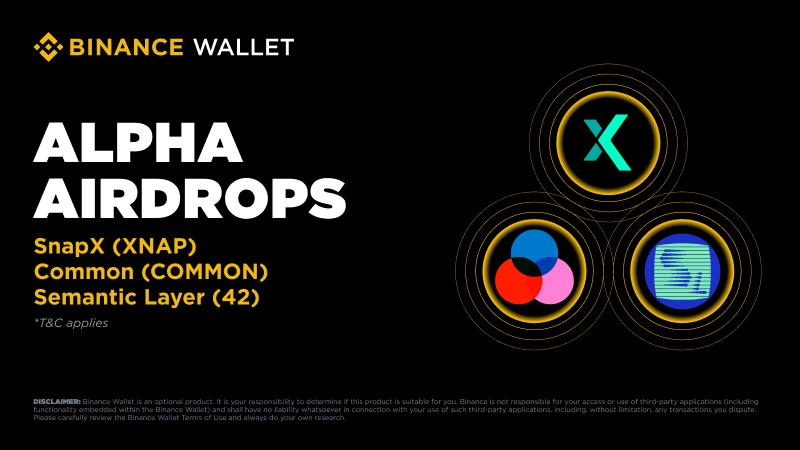 BINANCE WALLET
ALPHA
AIRDROPS
SnapX (XNAP)
Common (COMMON)
Semantic Layer (42)
*T&C applies
DISCLAIMER: Binance Wallet is an optional product. It is your responsibility to determine if this product is suitable for you. Binance is not responsible for your access or use of third-party applications (including
functionality embedded within the Binance Wallet) and shall have no liability whatsoever in connection with your use of such third-party applications, including, without limitation, any transactions you dispute.
Please carefully review the Binance Wallet Terms of Use and always do your own research.